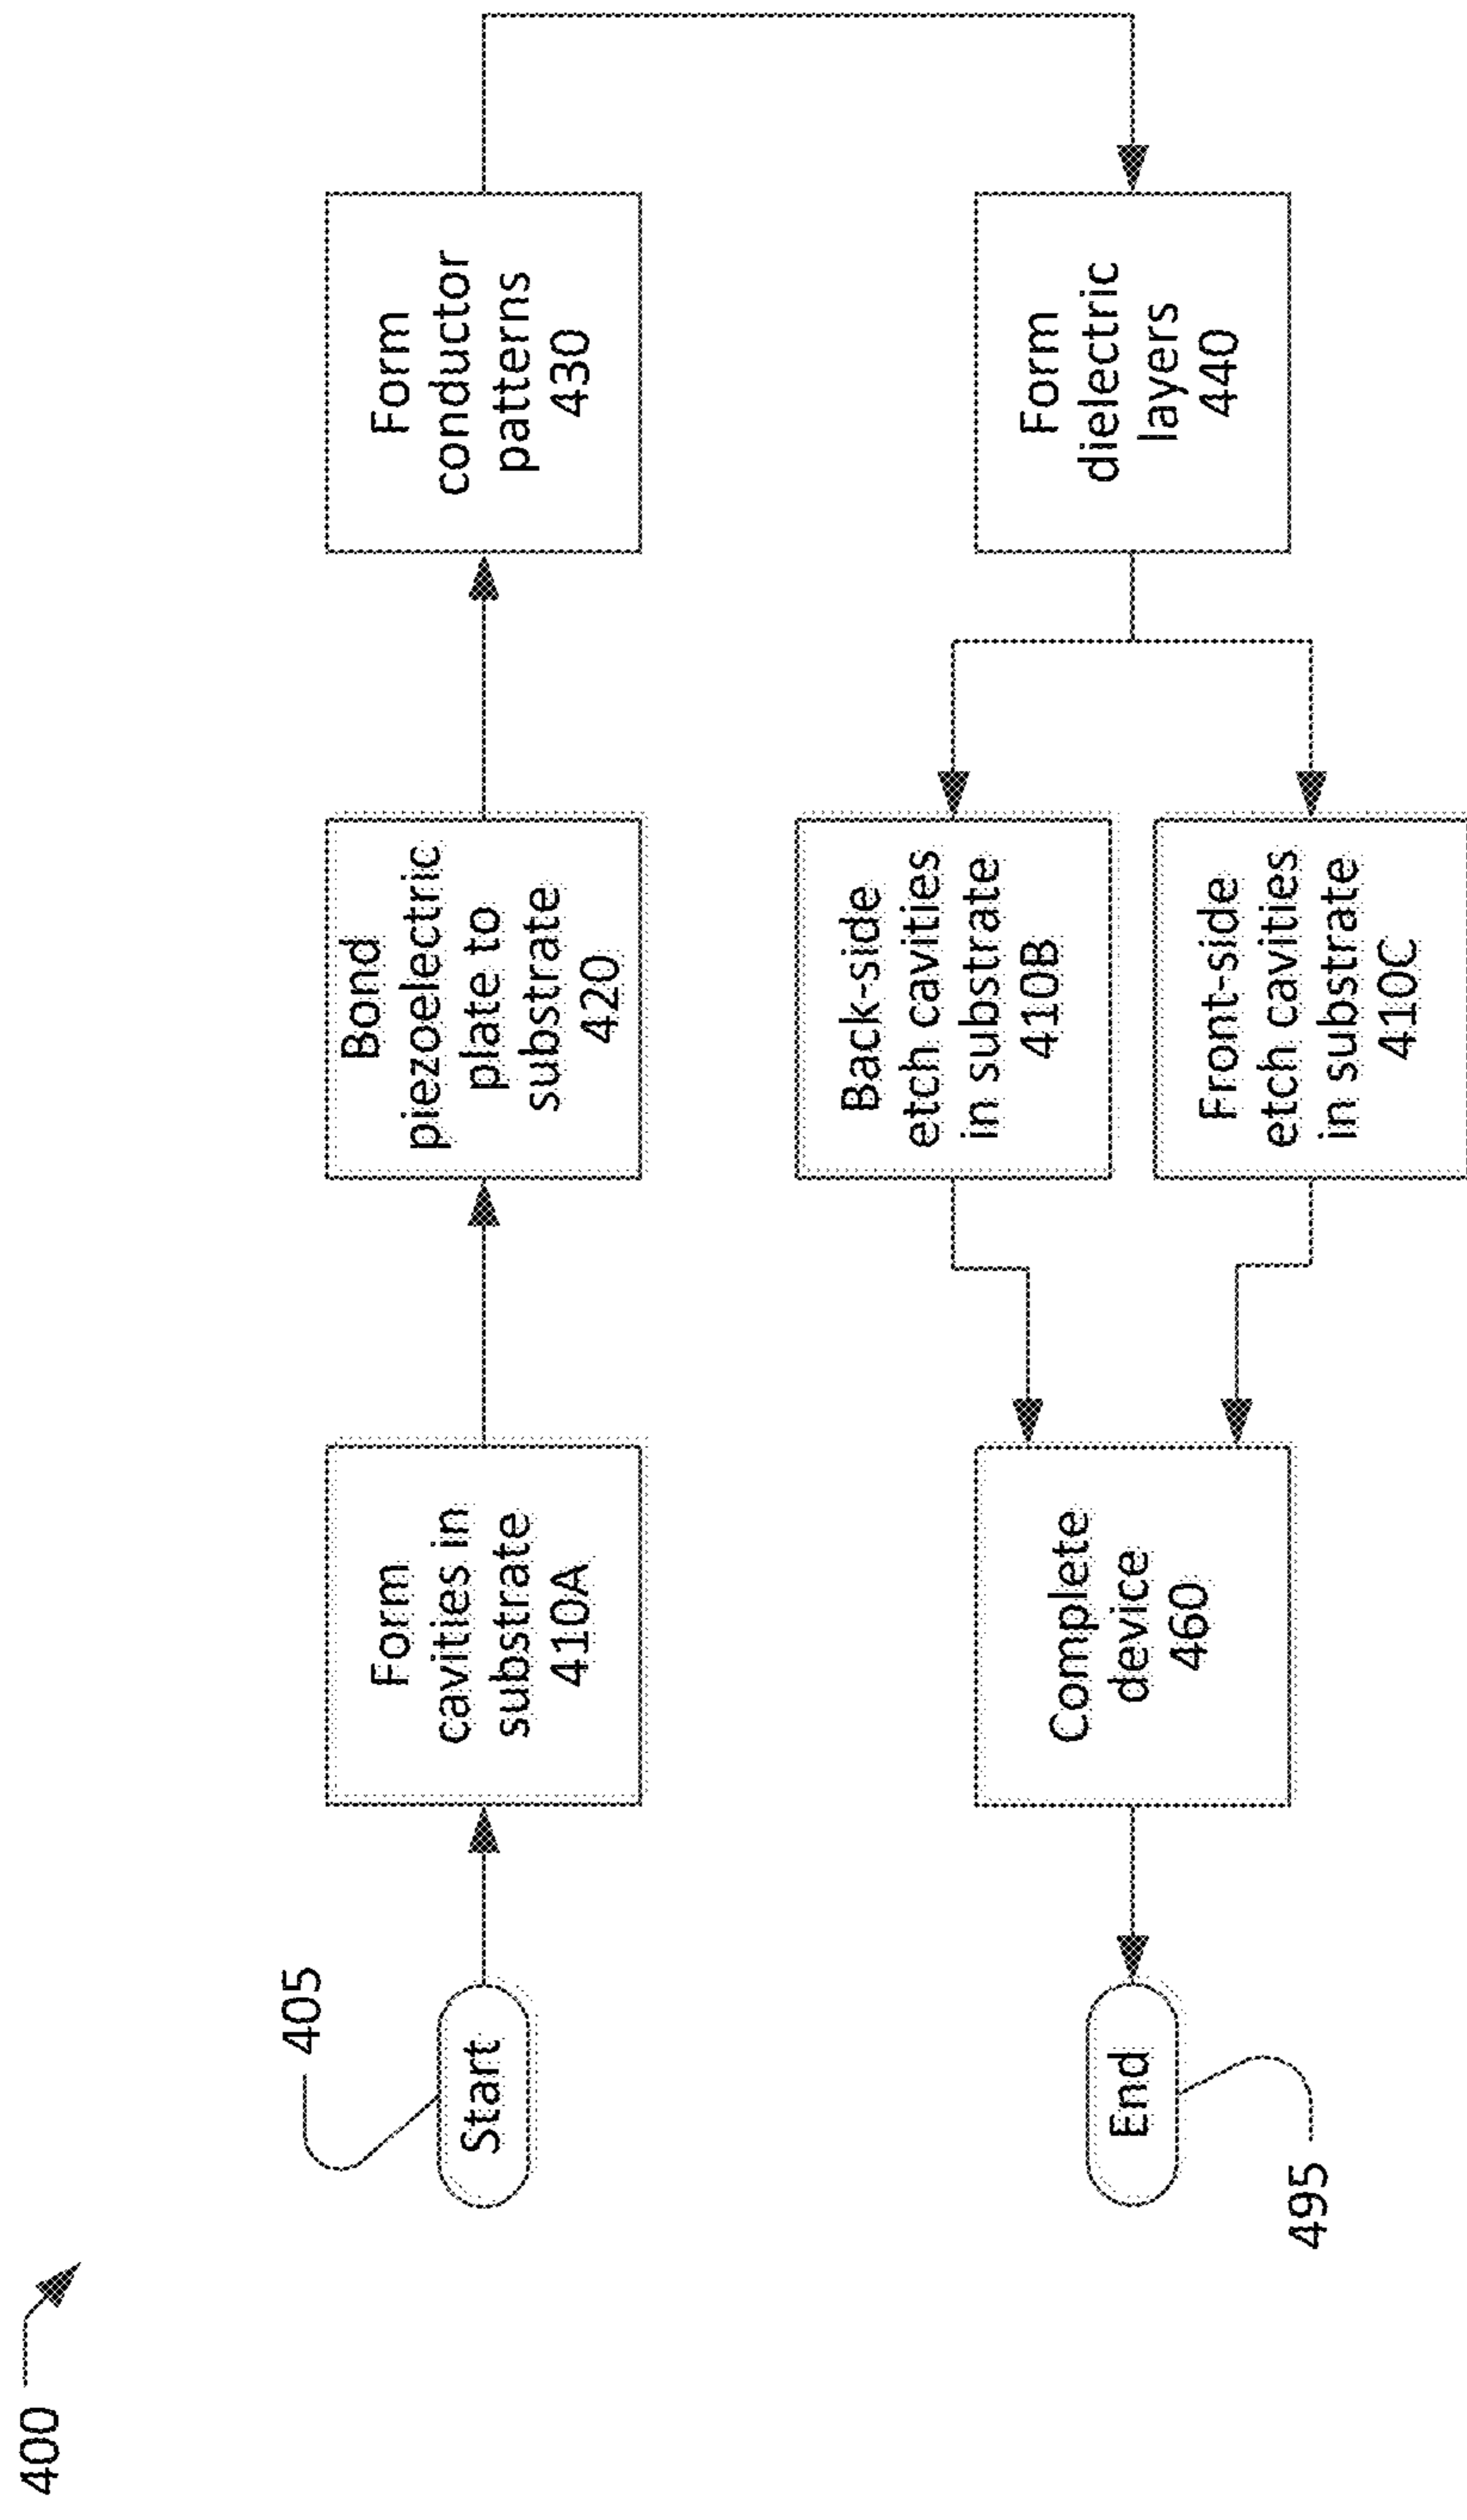 400
405
Start
Form
cavities in
substrate
410A
Bond
piezoelectric
plate to
substrate
420
Form
conductor
patterns
430
Form
dielectric
layers
440
Back-side
etch cavities
in substrate
410B
Front-side
etch cavities
in substrate
410C
Complete
device
460
End
495